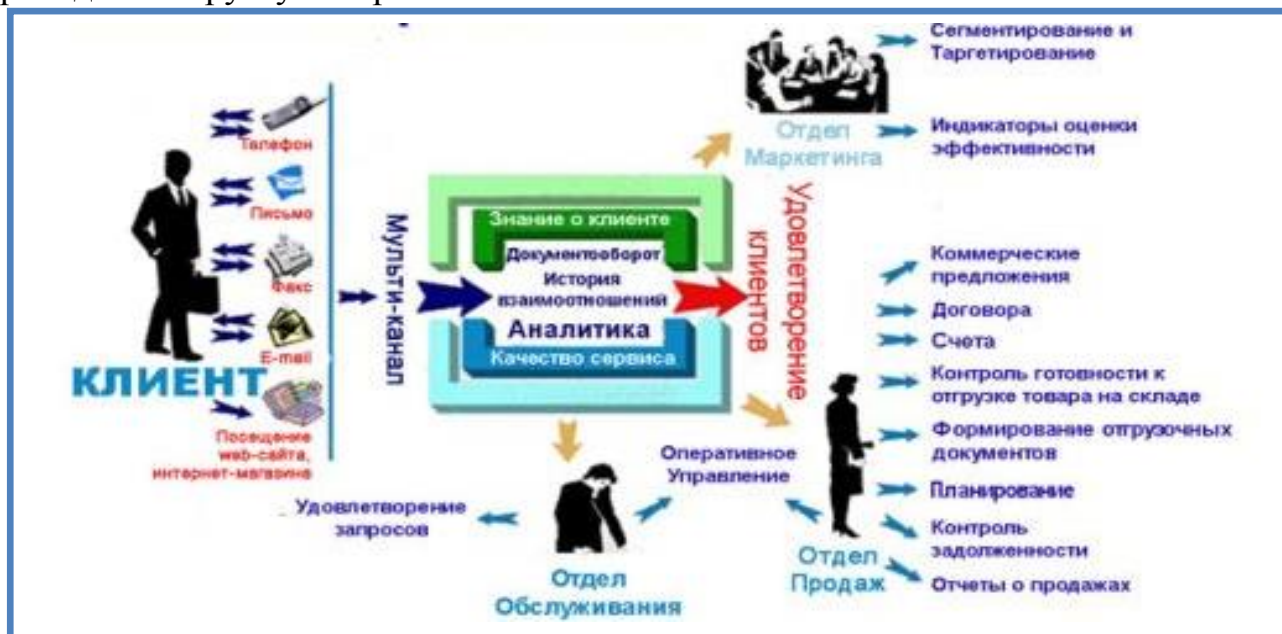 Сегментирование и
Таргетирование
Отдел
Маркетинга
Индикаторы оценки
эффективности
Телефон
Письмо
Факс
E-mail
КЛИЕНТ
Посещение
web-сайта,
интернет-магазина
Мульти-канал
Знание о клиенте
Документооборот
История
взаимоотношений
Аналитика
Качество сервиса
Удовлетворение
клиентов
Коммерческие
предложения
Договора
Счета
Контроль готовности к
отгрузке товара на складе
Формирование отгрузочных
документов
Планирование
Контроль
задолженности
Отчеты о продажах
Оперативное
Управление
Удовлетворение
запросов
Отдел
Обслуживания
Отдел
Продаж